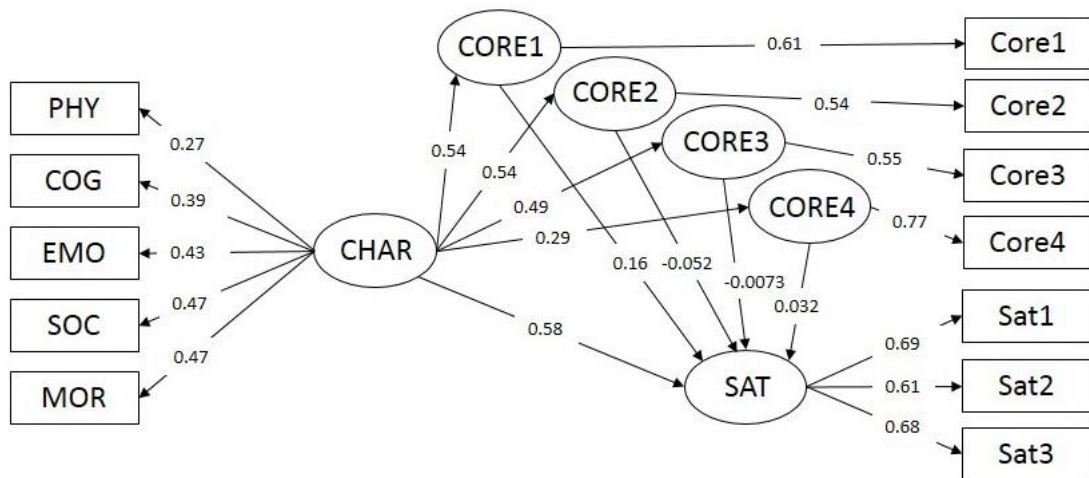 CORE1
0.61
Core1
PHY
CORE2
0.54
Core2
0.27
CORE3
0.55
Core3
COG
0.39
0.54
0.54
0.49
CORE4
0.77
Core4
EMO
0.43
CHAR
0.29
0.16
-0.052
-0.0073
0.032
SOC
0.47
0.58
Sat1
0.69
MOR
0.47
SAT
0.61
Sat2
0.68
Sat3